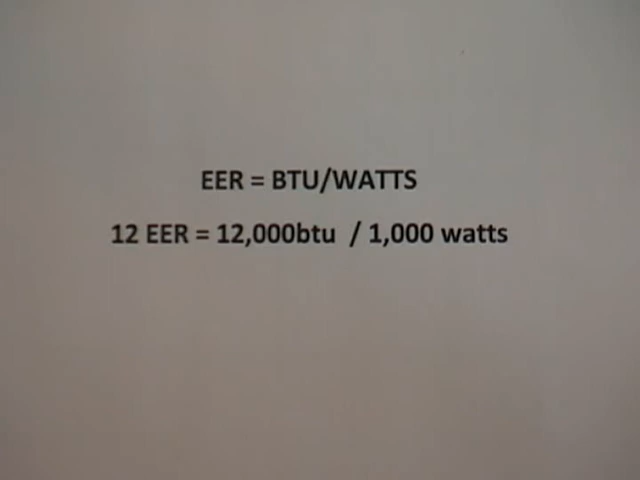 EER = BTU/WATTS
12 EER = 12,000btu / 1,000 watts